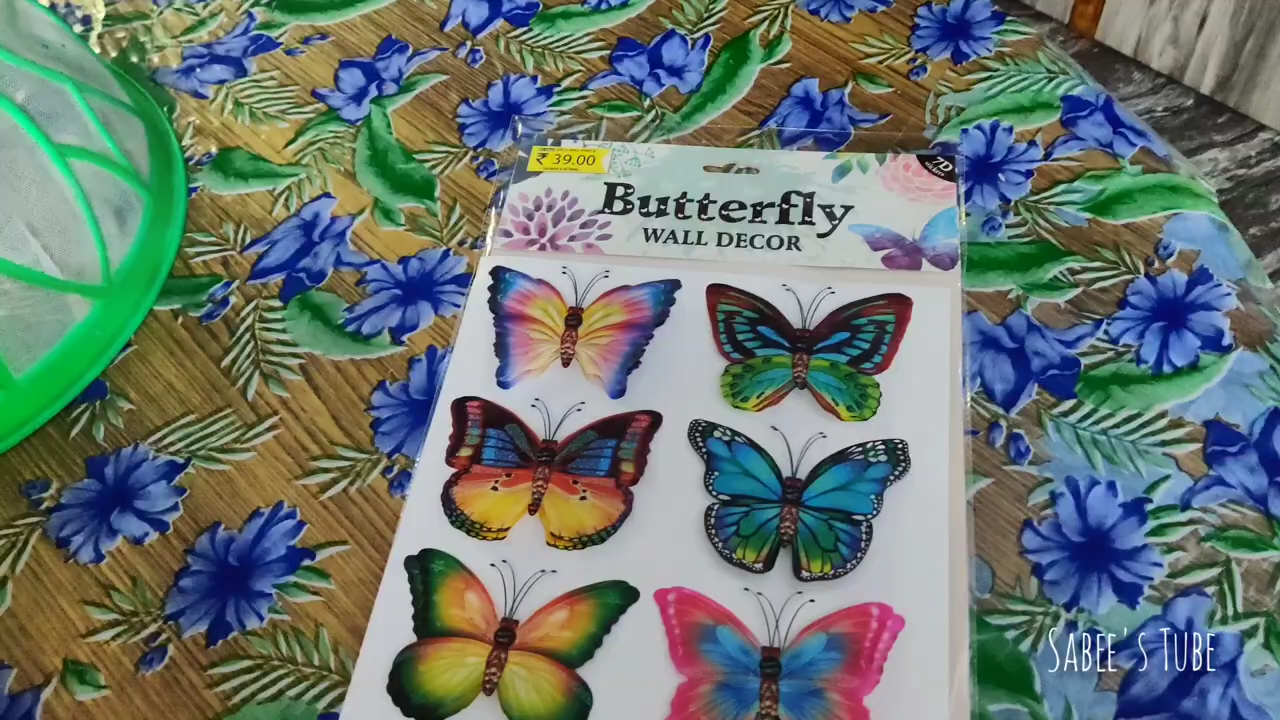 ₹ 39.00
7D
Butterfly
WALL DECOR
SABEE'S TUBE